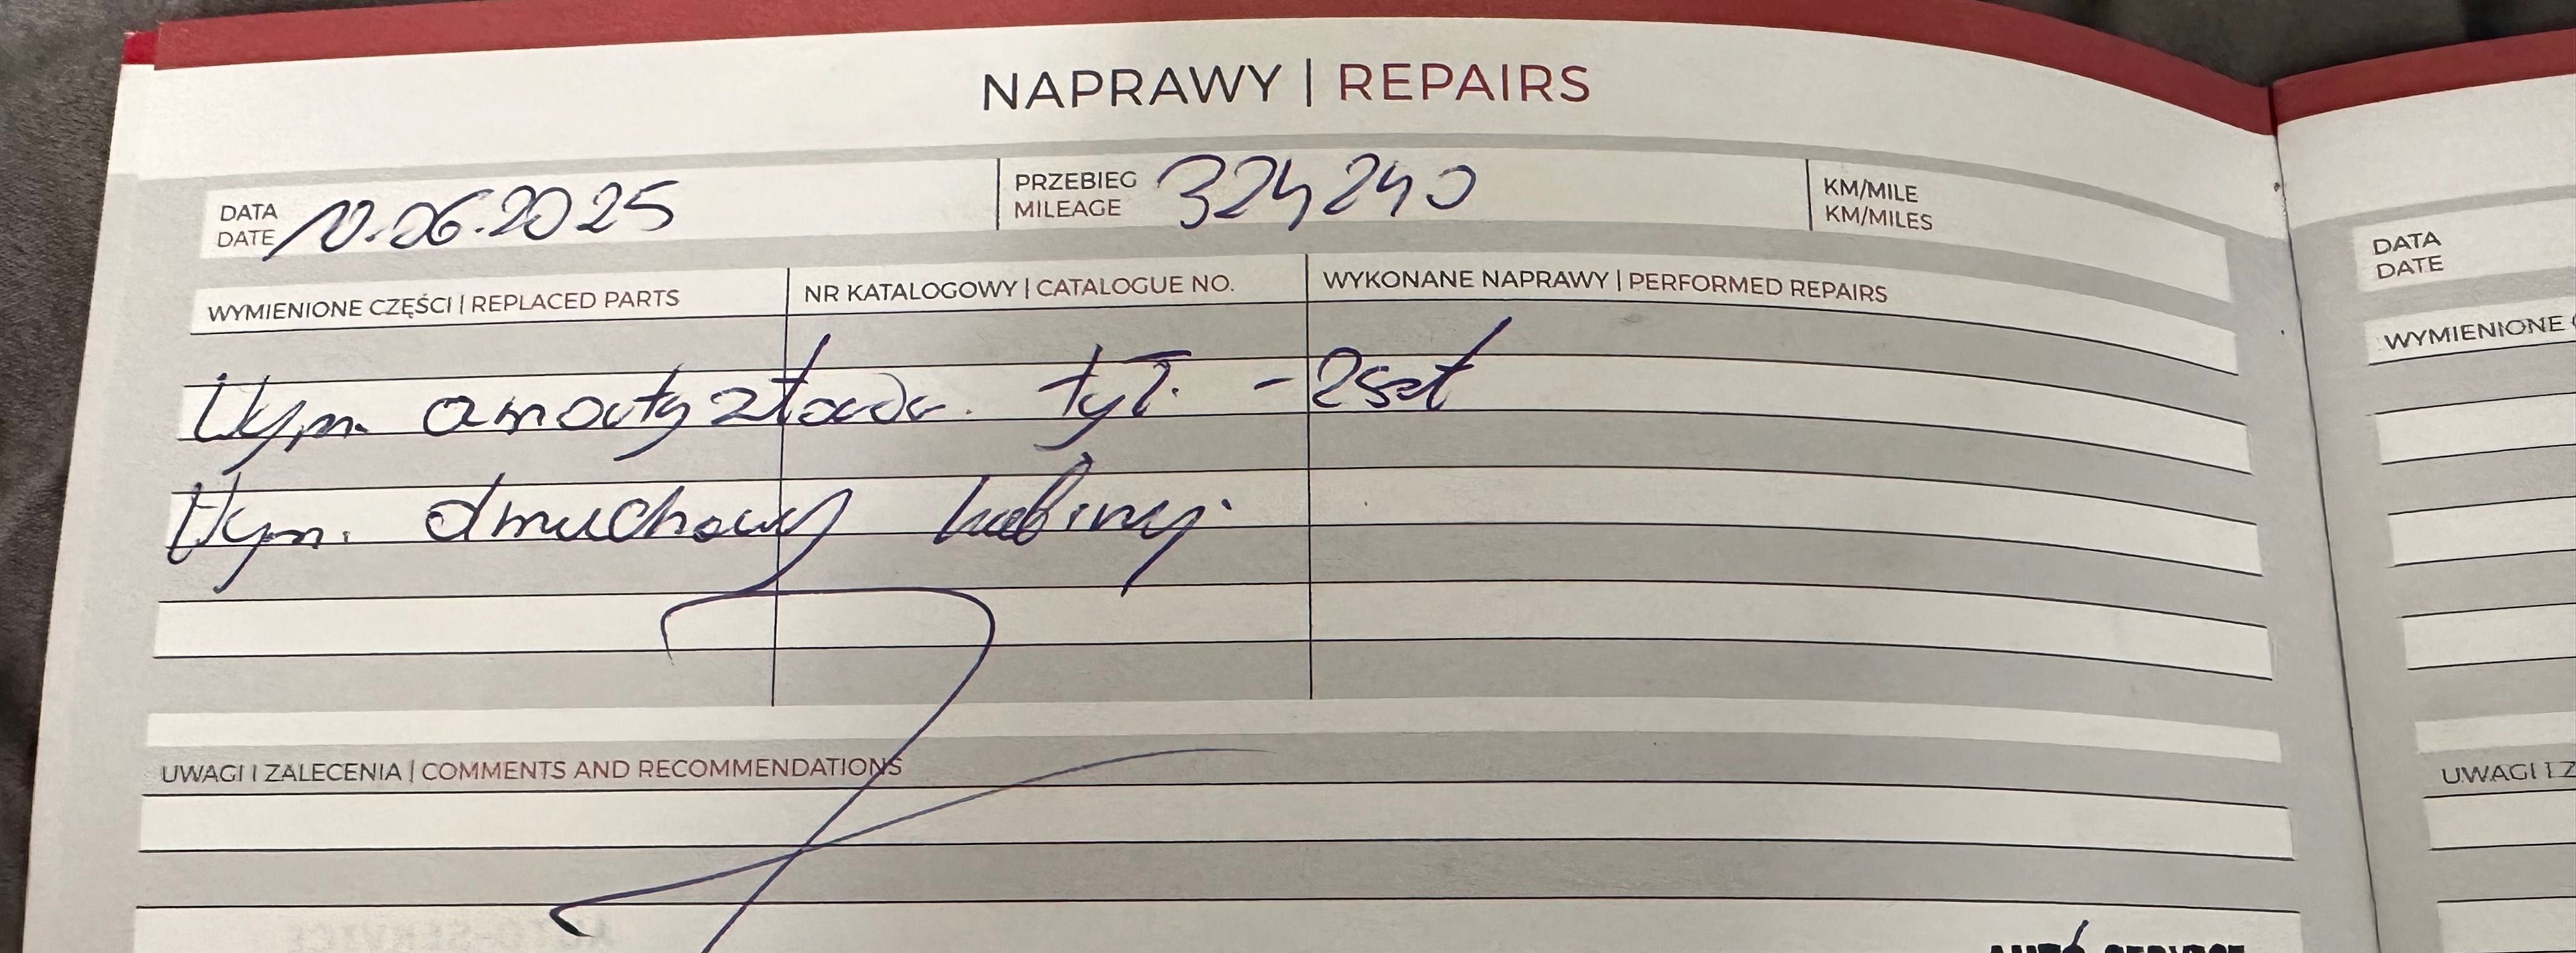 NAPRAWY | REPAIRS
DATA 10.06.2025 PRZEBIEG 324240 KM/MILE
DATE MILEAGE KM/MILES
WYMIENIONE CZĘŚCI | REPLACED PARTS NR KATALOGOWY | CATALOGUE NO. WYKONANE NAPRAWY | PERFORMED REPAIRS
Wym. tył. - 2szt
Wym. dmuchawy kabiny.
UWAGI I ZALECENIA | COMMENTS AND RECOMMENDATIONS
DATA
DATE
WYMIENIONE
UWAGI I Z